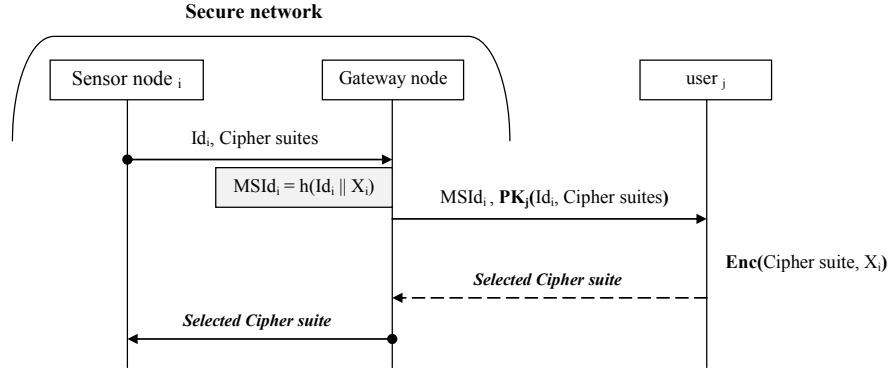 Secure network
Sensor node i
Gateway node
user j
Idi, Cipher suites
MSIdi = h(Idi || Xi)
MSIdi , PKj(Idi, Cipher suites)
Enc(Cipher suite, Xi)
Selected Cipher suite
Selected Cipher suite